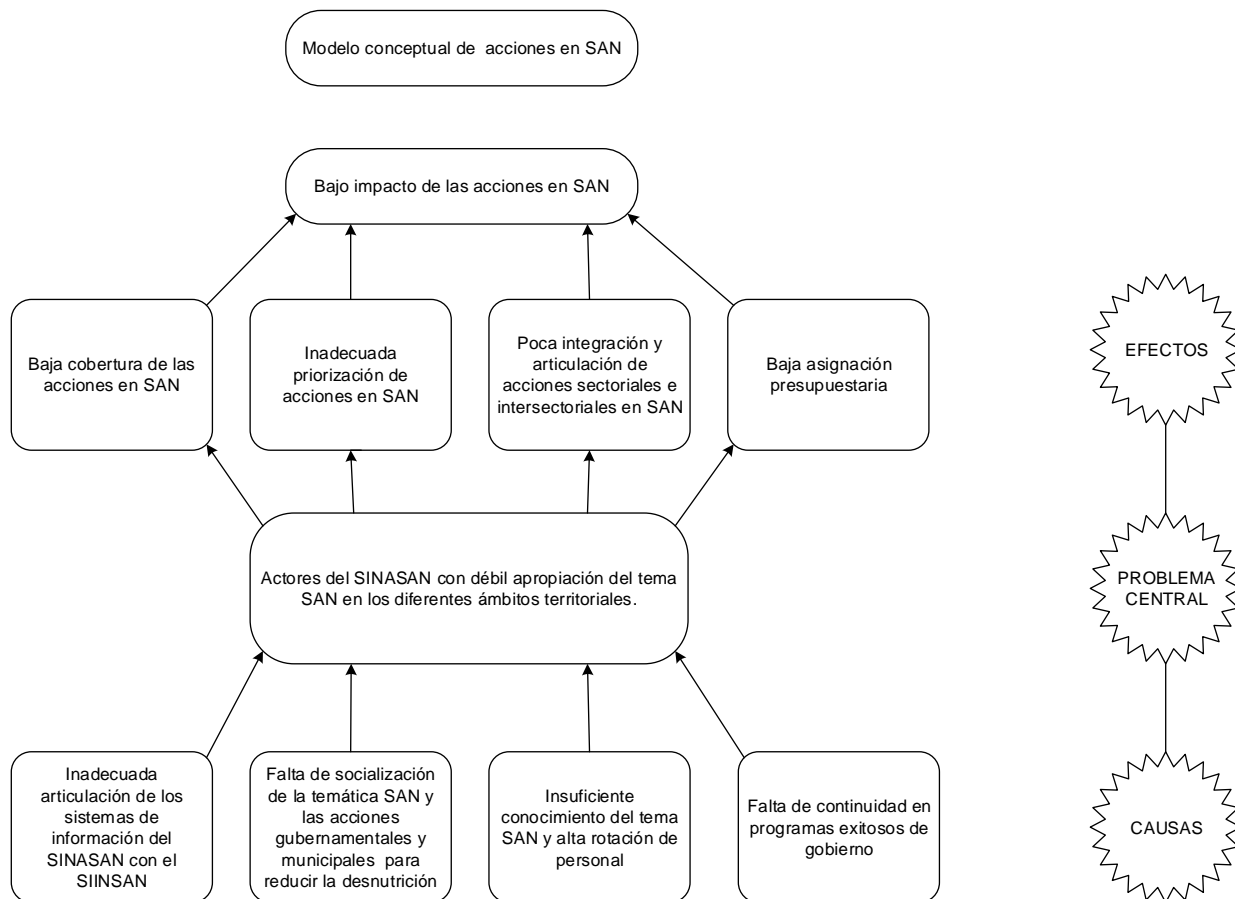 Modelo conceptual de acciones en SAN
Bajo impacto de las acciones en SAN
Baja cobertura de las
acciones en SAN
Inadecuada
priorización de
acciones en SAN
Poca integración y
articulación de
acciones sectoriales e
intersectoriales en SAN
Baja asignación
presupuestaria
EFECTOS
Actores del SINASAN con débil apropiación del tema
SAN en los diferentes ámbitos territoriales.
PROBLEMA
CENTRAL
Inadecuada
articulación de los
sistemas de
información del
SINASAN con el
SIINSAN
Falta de socialización
de la temática SAN y
las acciones
gubernamentales y
municipales para
reducir la desnutrición
Insuficiente
conocimiento del tema
SAN y alta rotación de
personal
Falta de continuidad en
programas exitosos de
gobierno
CAUSAS